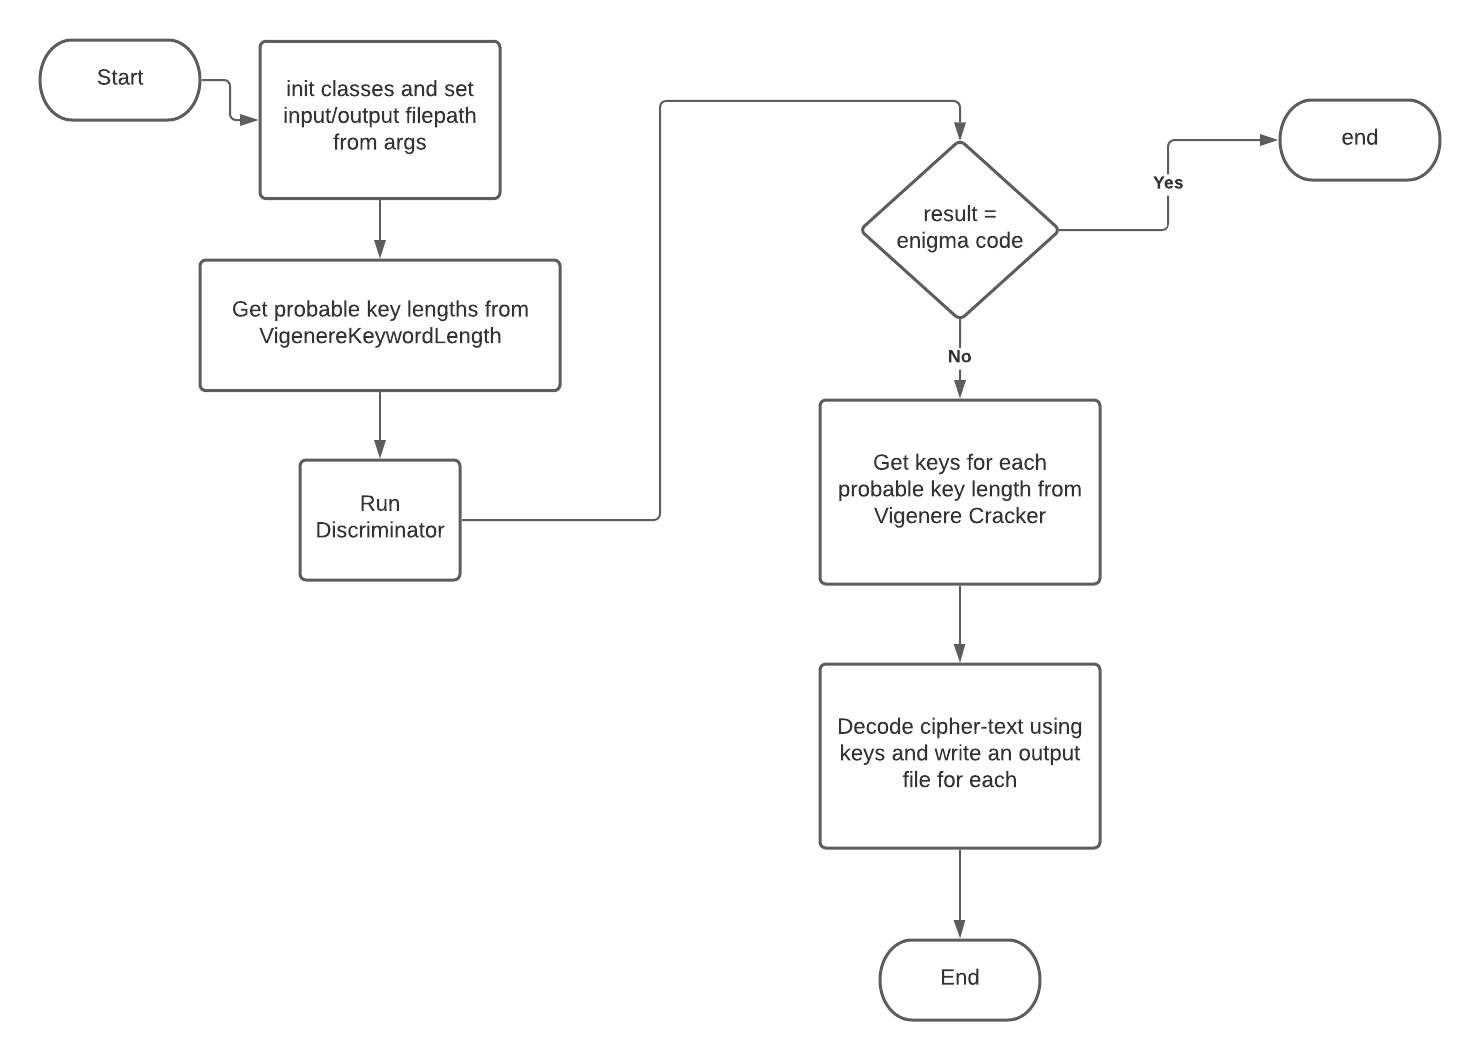 Start
init classes and set
input/output filepath
from args
Get probable key lengths from
VigenereKeywordLength
Run
Discriminator
result =
enigma code
Yes
end
No
Get keys for each
probable key length from
Vigenere Cracker
Decode cipher-text using
keys and write an output
file for each
End